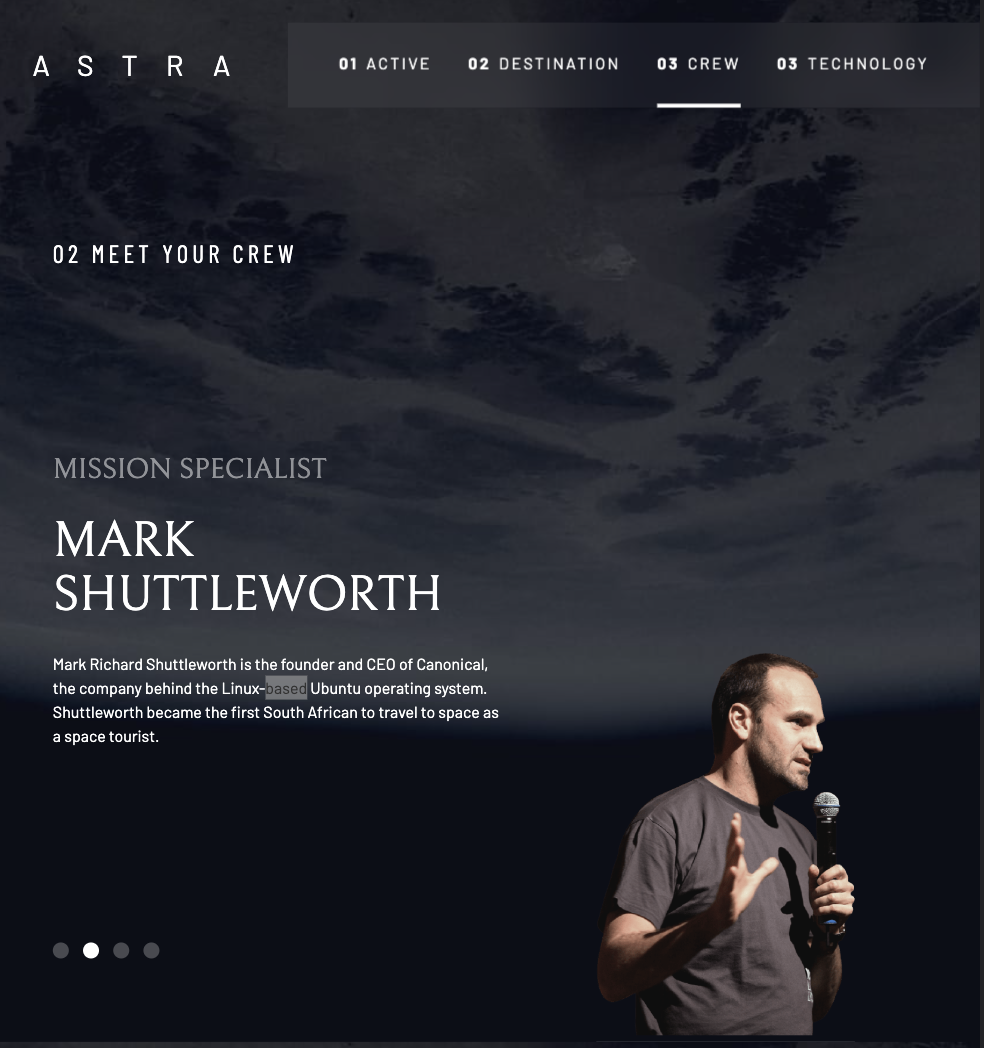 ASTRA
01 ACTIVE 02 DESTINATION 03 CREW 03 TECHNOLOGY
02 MEET YOUR CREW
MISSION SPECIALIST
MARK
SHUTTLEWORTH
Mark Richard Shuttleworth is the founder and CEO of Canonical,
the company behind the Linux-based Ubuntu operating system.
Shuttleworth became the first South African to travel to space as
a space tourist.